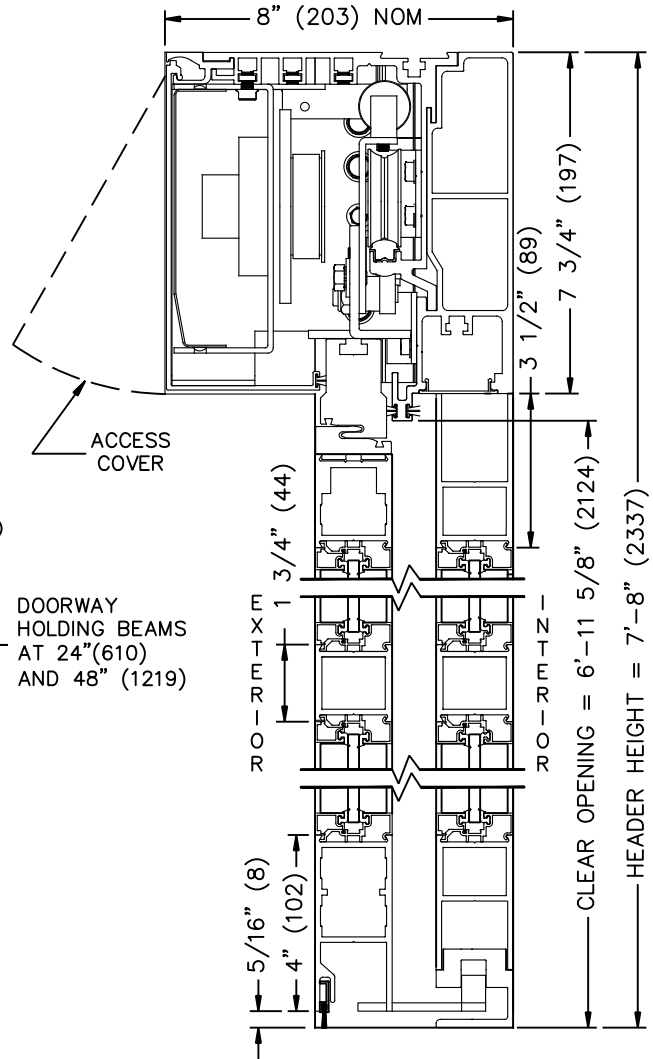 8" (203) NOM
7 3/4" (197)
3 1/2" (89)
ACCESS
COVER
1 3/4" (44)
)
DOORWAY
HOLDING BEAMS
AT 24"(610)
AND 48" (1219)
EXTERIOR
INTERIOR
CLEAR OPENING = 6'-11 5/8" (2124)
HEADER HEIGHT = 7'-8" (2337)
5/16" (8)
4" (102)